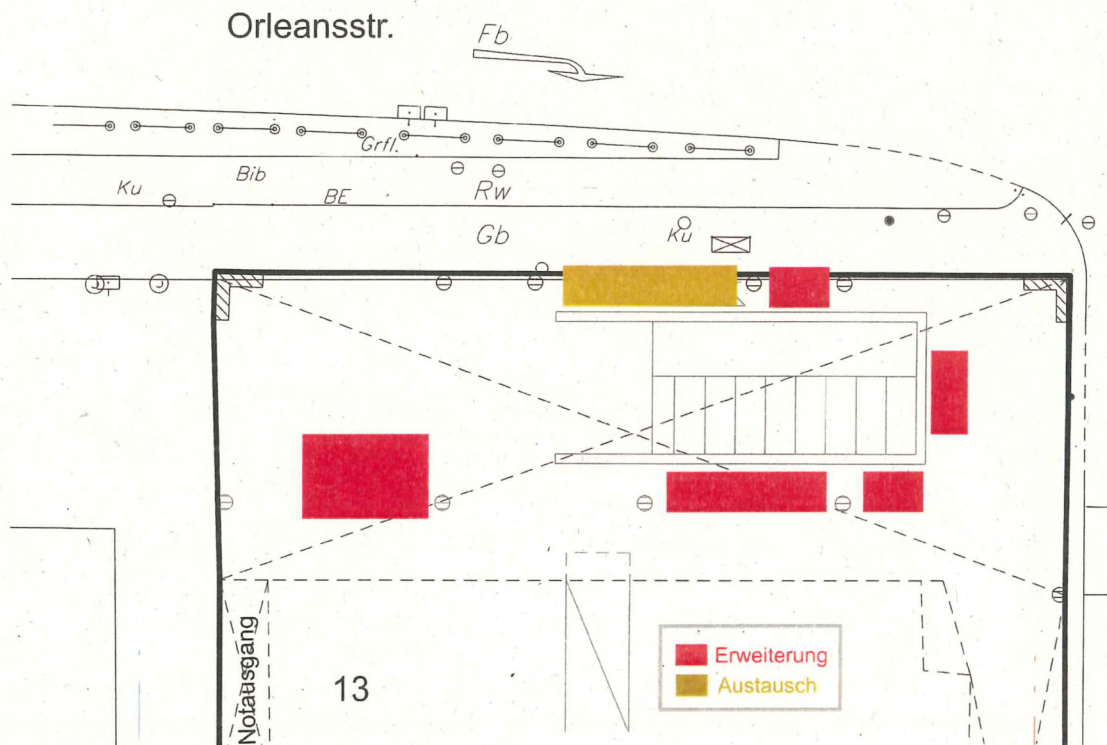 Orleansstr.
Fb
Grfl.
Bib
Ku
BE
Rw
Gb
Ku
Notausgang
13
Erweiterung
Austausch